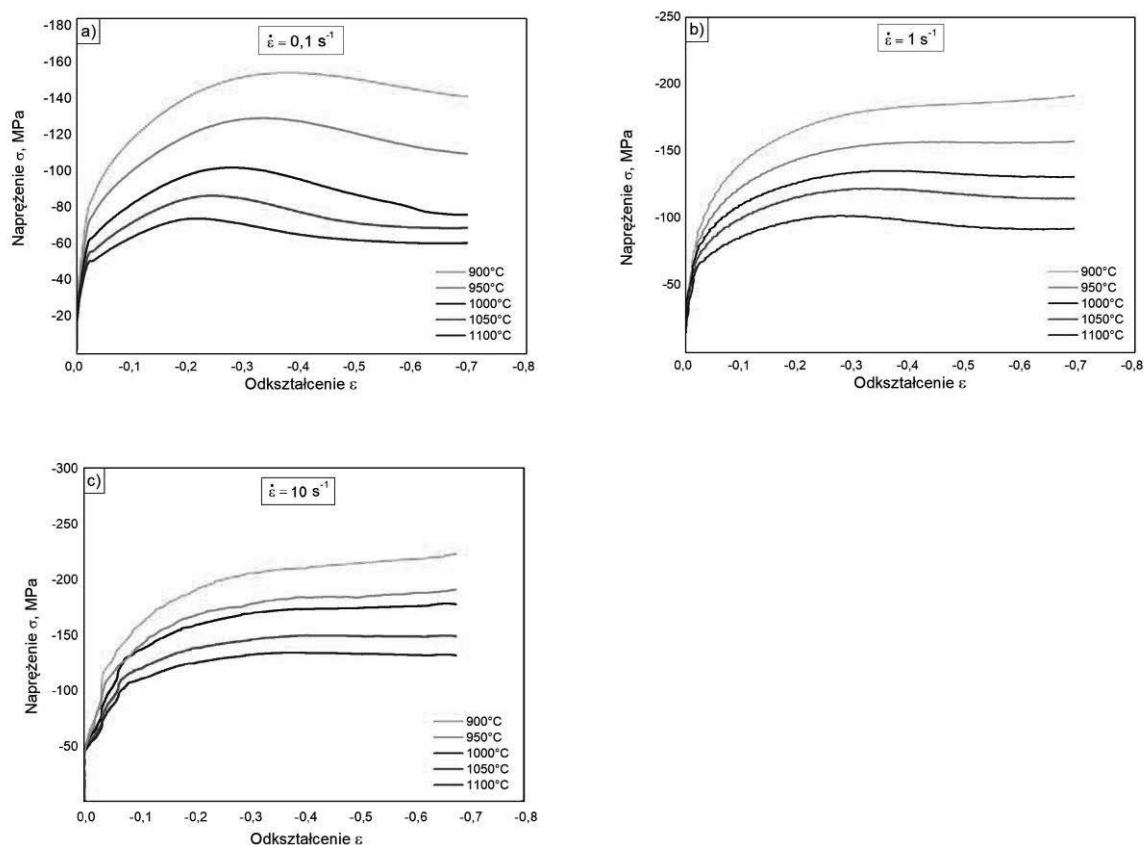 a)
ε̇ = 0,1 s⁻¹
-180
-160
-140
-120
-100
-80
-60
-40
-20
Naprężenie σ, MPa
900°C
950°C
1000°C
1050°C
1100°C
0,0 -0,1 -0,2 -0,3 -0,4 -0,5 -0,6 -0,7 -0,8
Odkształcenie ε
b)
ε̇ = 1 s⁻¹
-250
-200
-150
-100
-50
Naprężenie σ, MPa
900°C
950°C
1000°C
1050°C
1100°C
0,0 -0,1 -0,2 -0,3 -0,4 -0,5 -0,6 -0,7 -0,8
Odkształcenie ε
c)
ε̇ = 10 s⁻¹
-300
-250
-200
-150
-100
-50
Naprężenie σ, MPa
900°C
950°C
1000°C
1050°C
1100°C
0,0 -0,1 -0,2 -0,3 -0,4 -0,5 -0,6 -0,7 -0,8
Odkształcenie ε